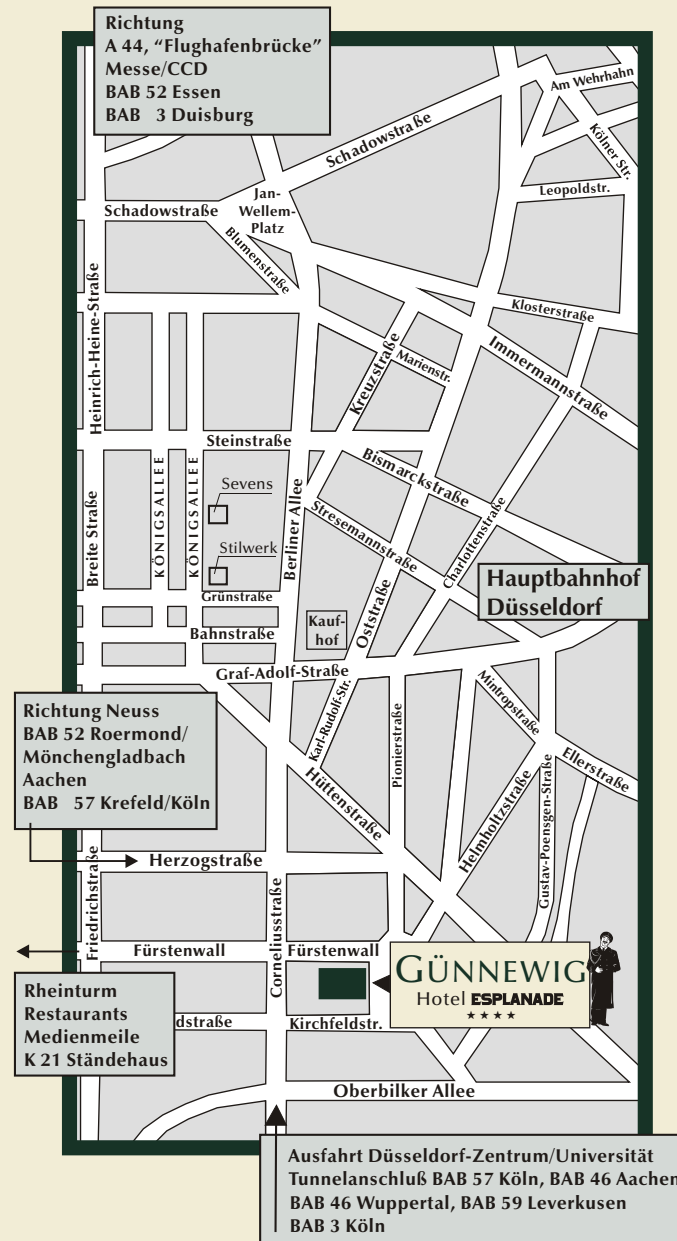 Richtung
A 44, “Flughafenbrücke”
Messe/CCD
BAB 52 Essen
BAB 3 Duisburg
Am Wehrhahn
Schadowstraße
Kölner Str.
Leopoldstr.
Jan-
Wellem-
Platz
Schadowstraße
Blumenstraße
Klosterstraße
Heinrich-Heine-Straße
Immermannstraße
Marienstr.
Kreuzstraße
Steinstraße
Bismarckstraße
KÖNIGSALLEE
KÖNIGSALLEE
Sevens
Breite Straße
Berliner Allee
Stresemannstraße
Charlottenstraße
Stilwerk
Hauptbahnhof
Düsseldorf
Grünstraße
Kauf-
hof
Oststraße
Bahnstraße
Graf-Adolf-Straße
Karl-Rudolf-Str.
Pionierstraße
Mintropstraße
Ellerstraße
Richtung Neuss
BAB 52 Roermond/
Mönchengladbach
Aachen
BAB 57 Krefeld/Köln
Hüttenstraße
Helmholtzstraße
Gustav-Poensgen-Straße
Herzogstraße
Friedrichstraße
Corneliusstraße
Fürstenwall
Fürstenwall
GÜNNEWIG
Hotel ESPLANADE
★★★★
Rheinturm
Restaurants
Medienmeile
K 21 Ständehaus
dstraße
Kirchfeldstr.
Oberbilker Allee
Ausfahrt Düsseldorf-Zentrum/Universität
Tunnelanschluß BAB 57 Köln, BAB 46 Aachen
BAB 46 Wuppertal, BAB 59 Leverkusen
BAB 3 Köln